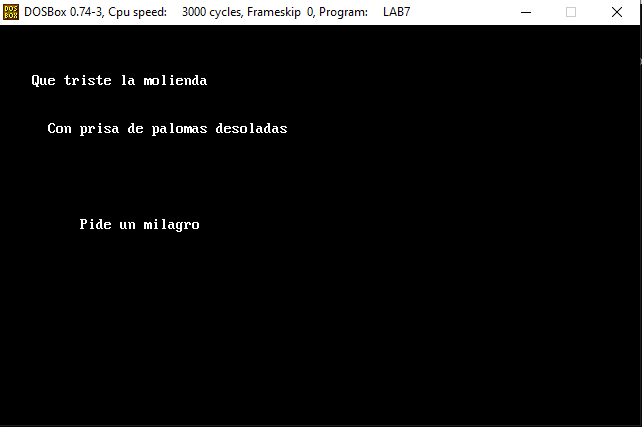 DOSBox 0.74-3, Cpu speed: 3000 cycles, Frameskip 0, Program: LAB7
Que triste la molienda
Con prisa de palomas desoladas
Pide un milagro